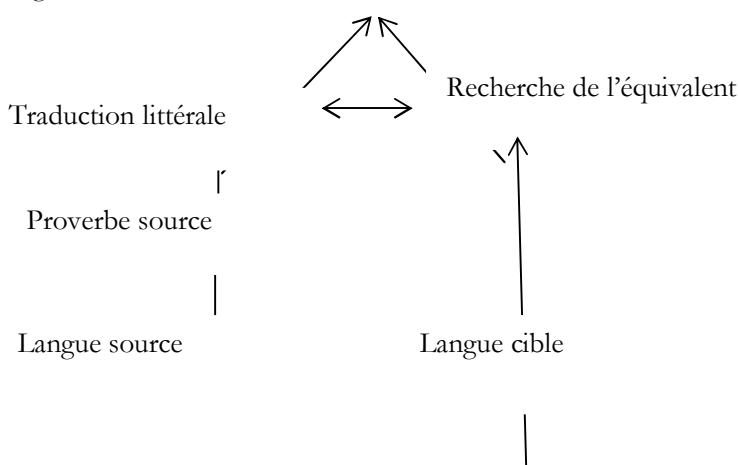 Recherche de l’équivalent
Traduction littérale
Proverbe source
Langue source
Langue cible